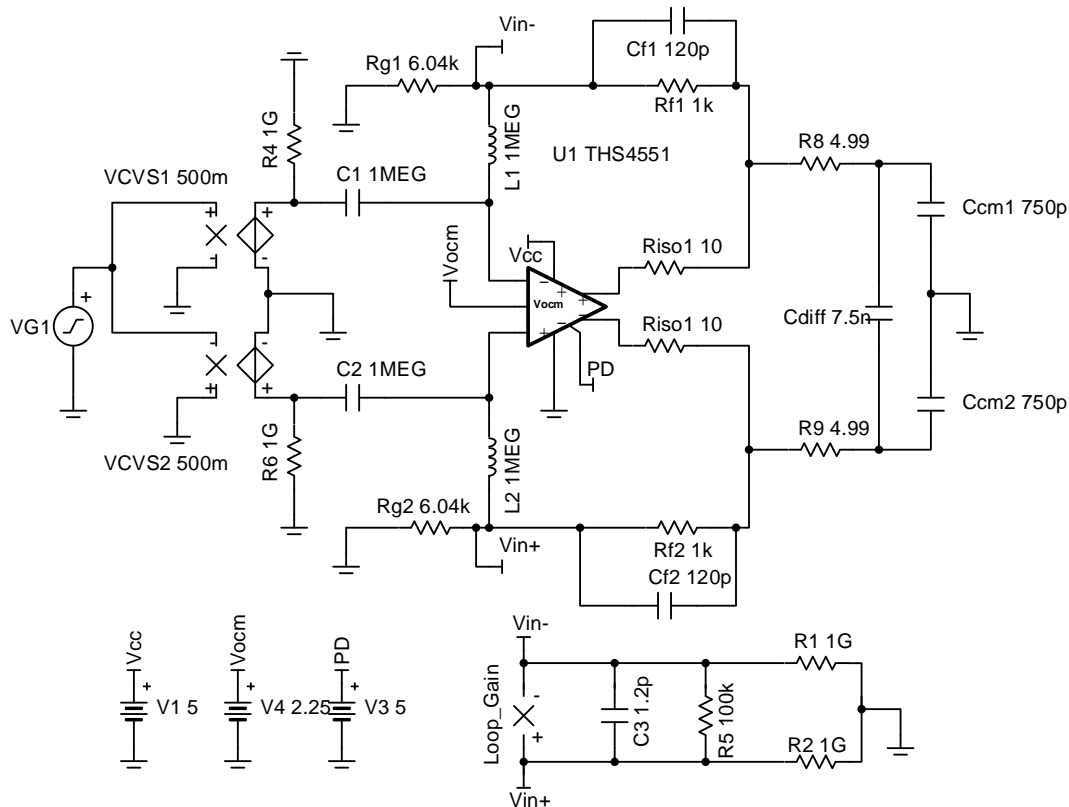 Vin-
Cf1 120p
Rg1 6.04k
Rf1 1k
R4 1G
L1 1MEG
U1 THS4551
R8 4.99
VCVS1 500m
C1 1MEG
Ccm1 750p
+
+
-
-
Vcc
Vocm
Riso1 10
+
VG1
−
Vocm
+
+
−
−
+
Cdiff 7.5n
Riso1 10
-
-
+
+
C2 1MEG
PD
Ccm2 750p
R9 4.99
VCVS2 500m
R6 1G
L2 1MEG
Rg2 6.04k
Vin+
Rf2 1k
Cf2 120p
Vcc
+
V1 5
Vocm
+
V4 2.25
PD
+
V3 5
Vin-
Loop_Gain
-
+
C3 1.2p
R5 100k
R1 1G
R2 1G
Vin+